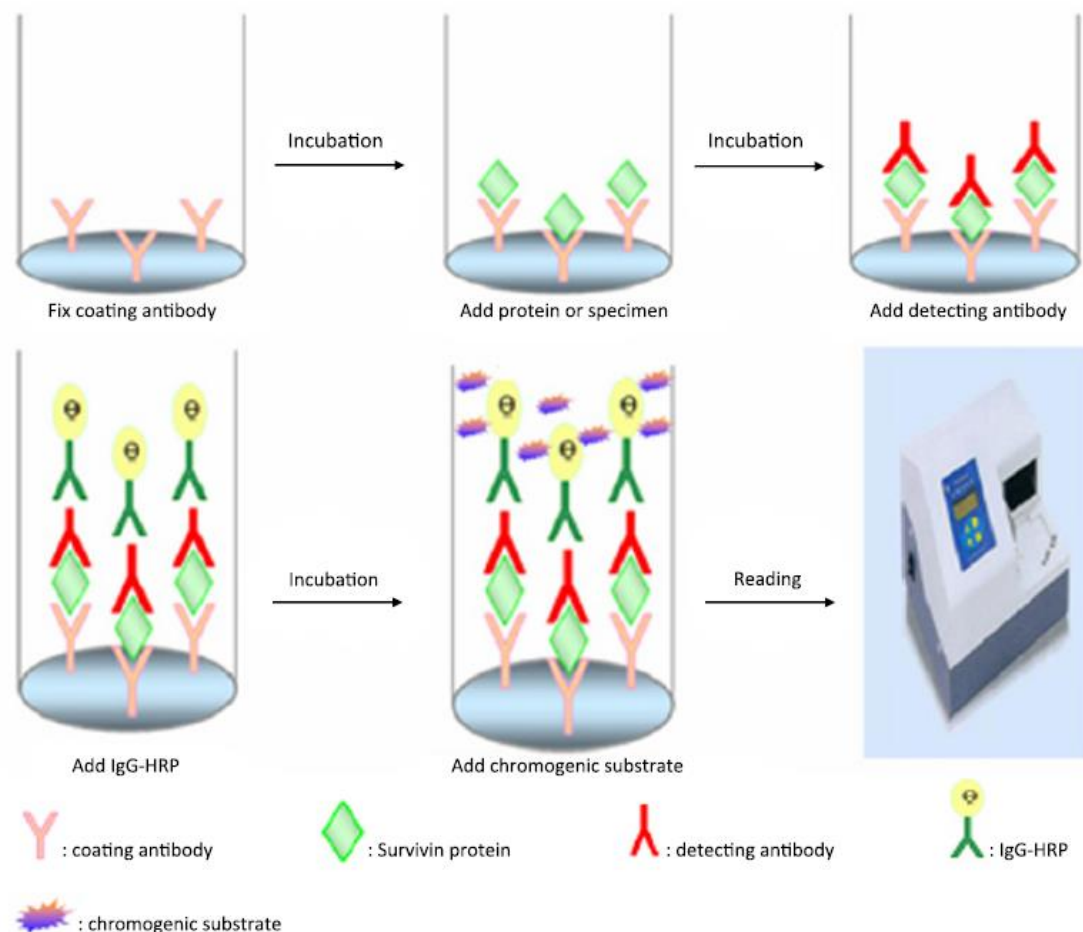 Incubation
Incubation
Fix coating antibody
Add protein or specimen
Add detecting antibody
Incubation
Reading
Add IgG-HRP
Add chromogenic substrate
: coating antibody
: Survivin protein
: detecting antibody
: IgG-HRP
: chromogenic substrate